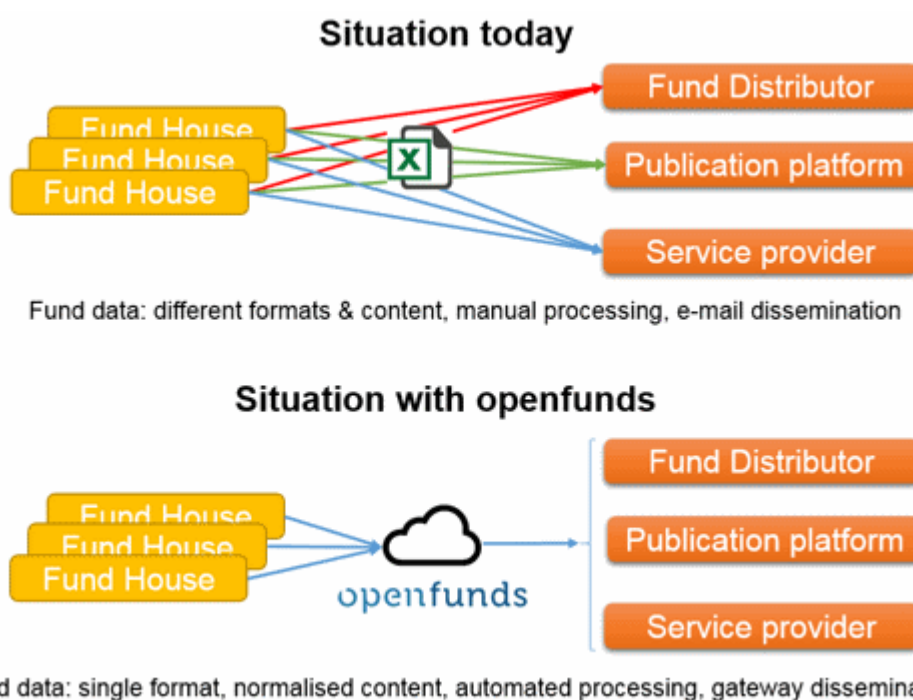 Situation today
Fund House
Fund House
Fund House
X
Fund Distributor
Publication platform
Service provider
Fund data: different formats & content, manual processing, e-mail dissemination
Situation with openfunds
Fund House
Fund House
Fund House
openfunds
Fund Distributor
Publication platform
Service provider
d data: single format, normalised content, automated processing, gateway dissemina